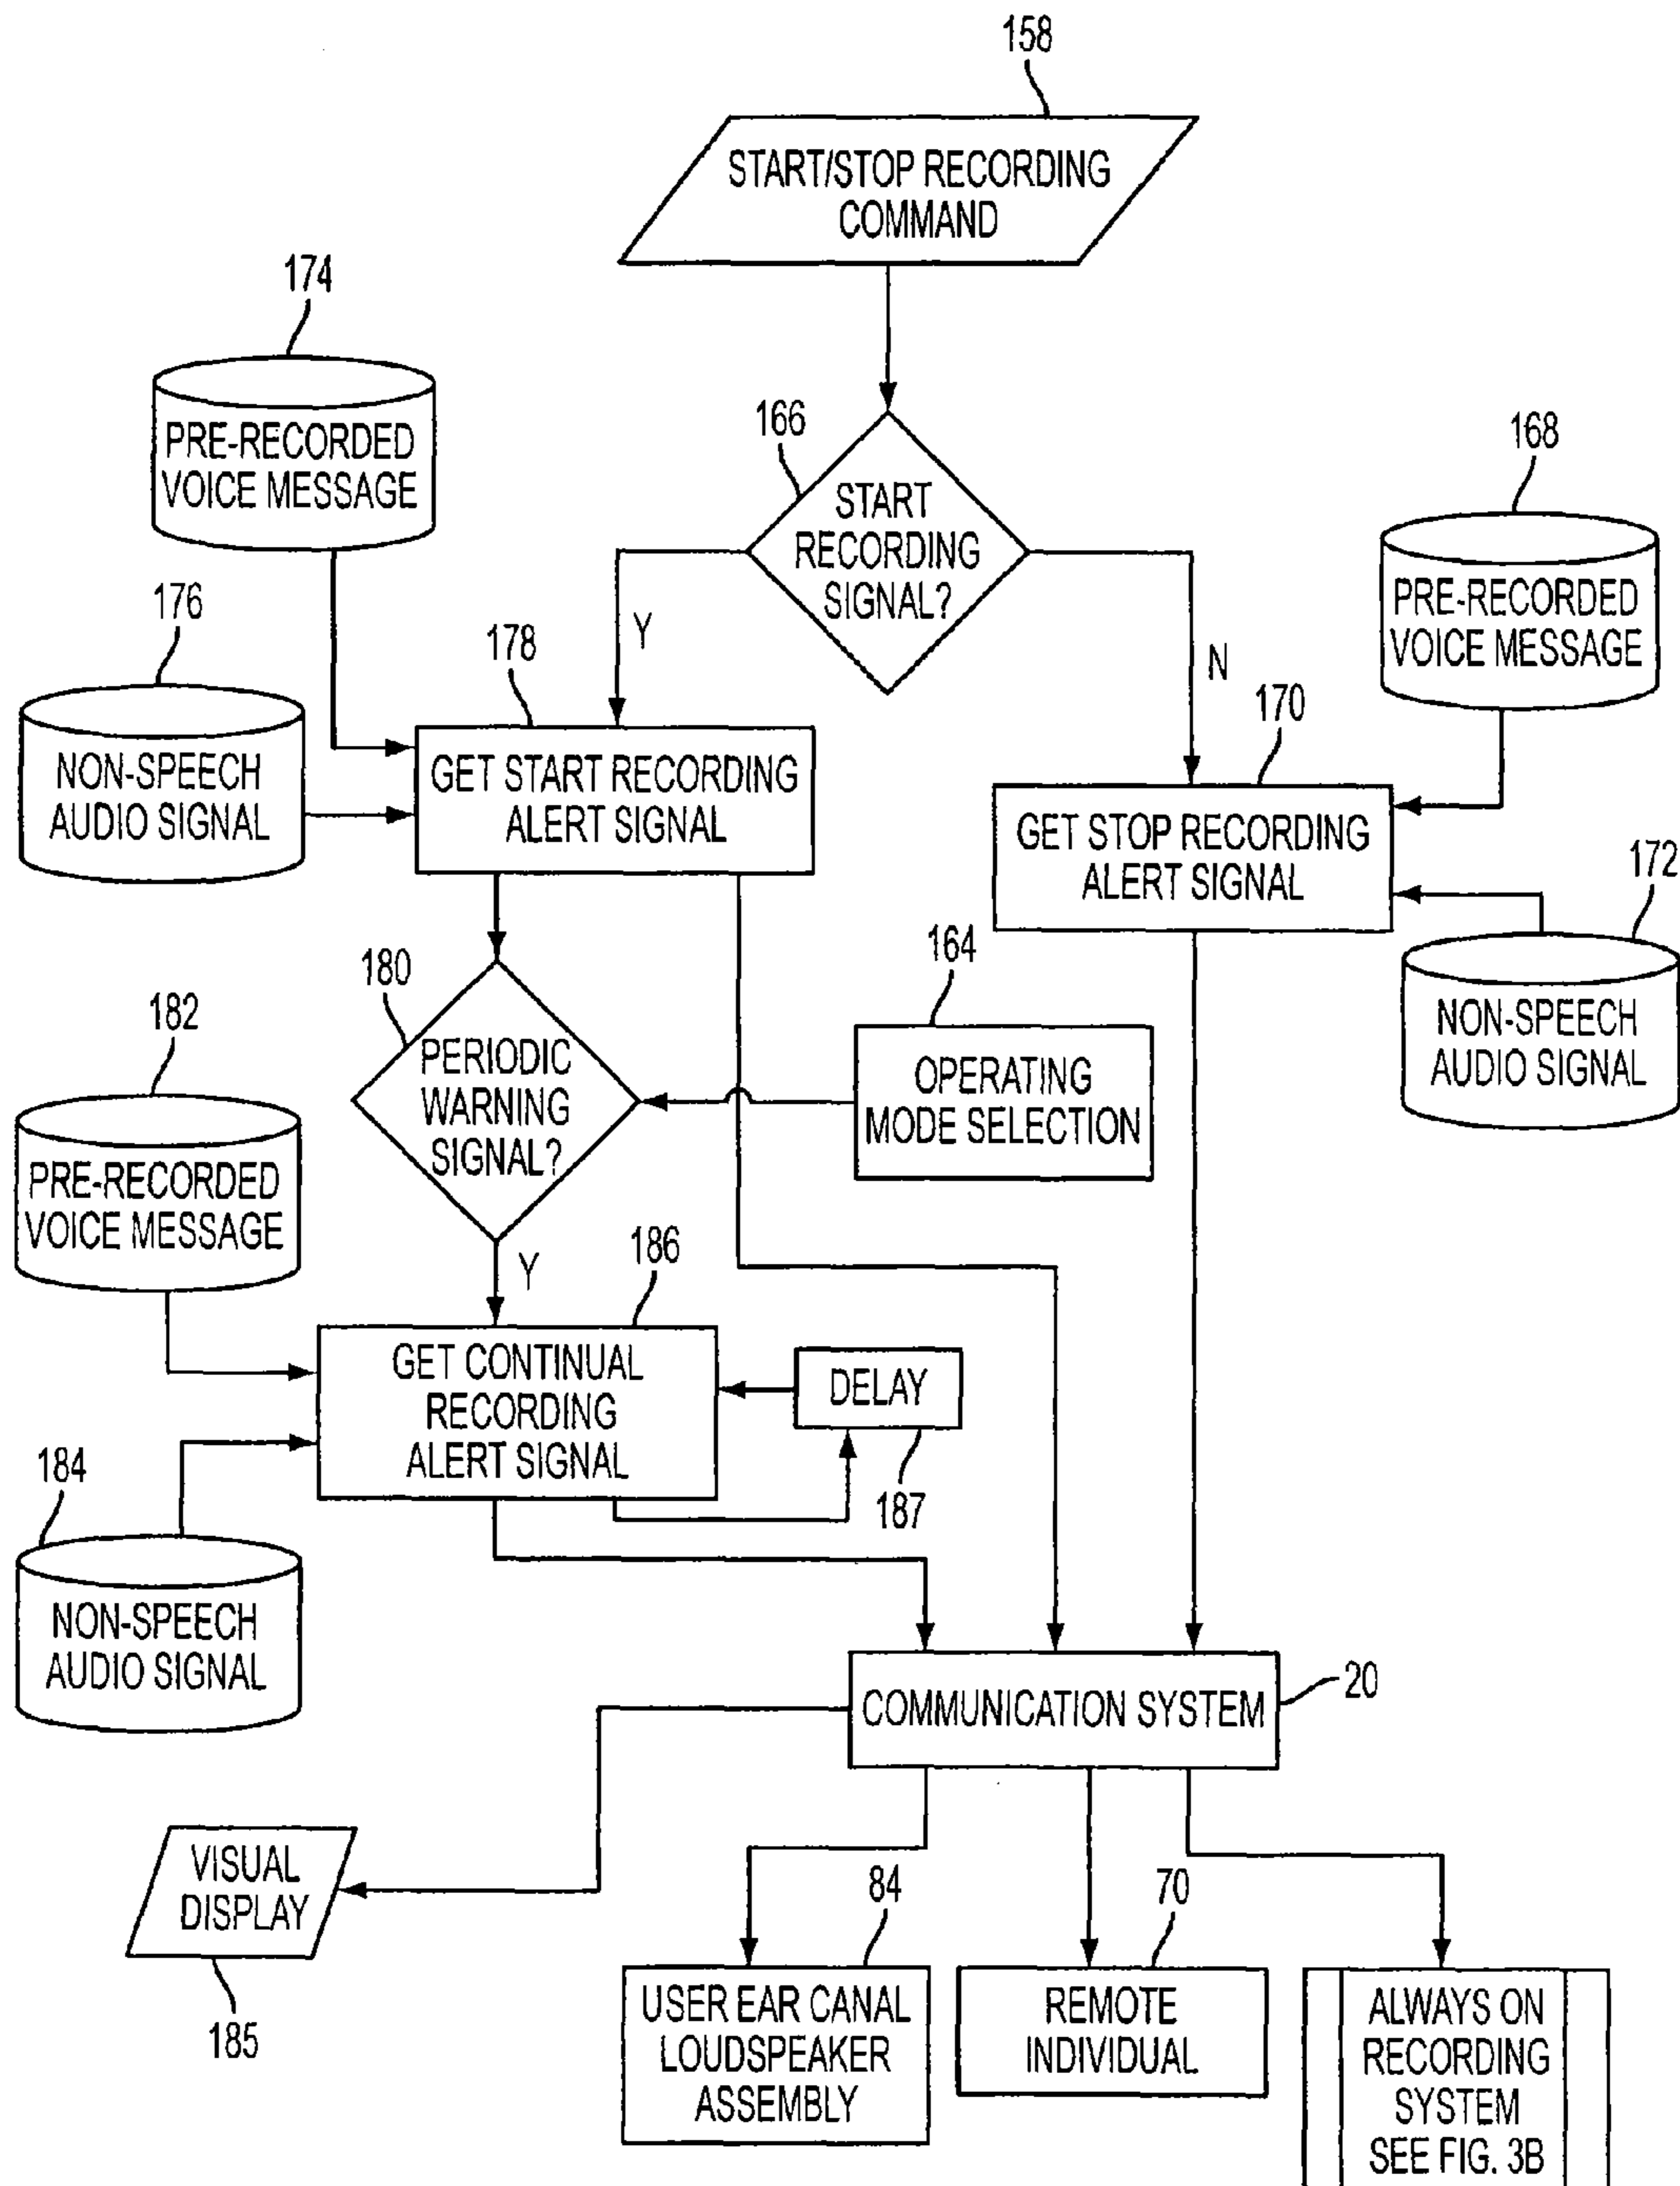 158
START/STOP RECORDING
COMMAND
174
PRE-RECORDED
VOICE MESSAGE
166
START
RECORDING
SIGNAL?
168
PRE-RECORDED
VOICE MESSAGE
176
NON-SPEECH
AUDIO SIGNAL
Y
N
178
GET START RECORDING
ALERT SIGNAL
170
GET STOP RECORDING
ALERT SIGNAL
172
NON-SPEECH
AUDIO SIGNAL
180
PERIODIC
WARNING
SIGNAL?
164
OPERATING
MODE SELECTION
182
PRE-RECORDED
VOICE MESSAGE
Y
186
GET CONTINUAL
RECORDING
ALERT SIGNAL
DELAY
187
184
NON-SPEECH
AUDIO SIGNAL
COMMUNICATION SYSTEM
20
VISUAL
DISPLAY
185
84
USER EAR CANAL
LOUDSPEAKER
ASSEMBLY
70
REMOTE
INDIVIDUAL
ALWAYS ON
RECORDING
SYSTEM
SEE FIG. 3B